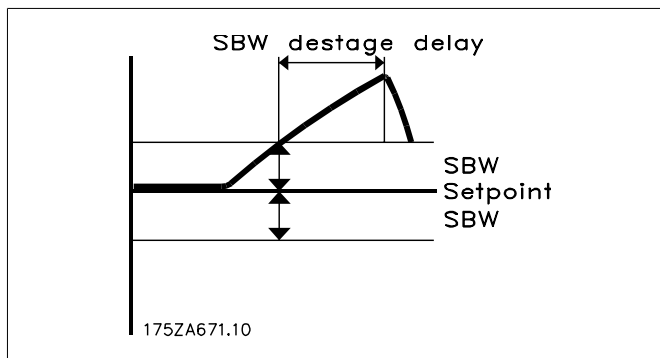 SBW destage delay
SBW
Setpoint
SBW
175ZA671.10